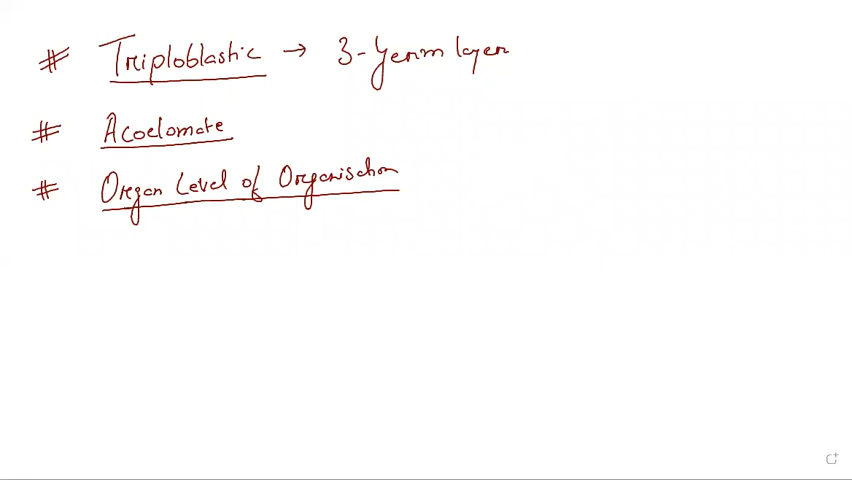 # Triploblastic → 3-Germ layer
# Acoelomate
# Organ Level of Organisation